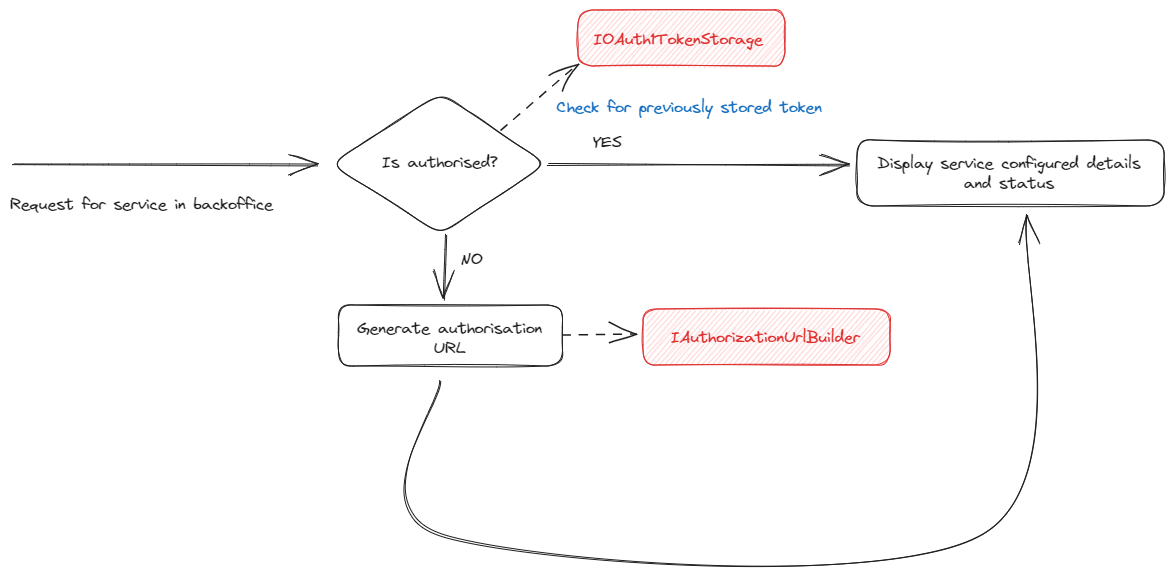 IOAuth1TokenStorage
Check for previously stored token
YES
Is authorised?
Display service configured details
and status
Request for service in backoffice
NO
Generate authorisation
URL
IAuthorizationUrlBuilder